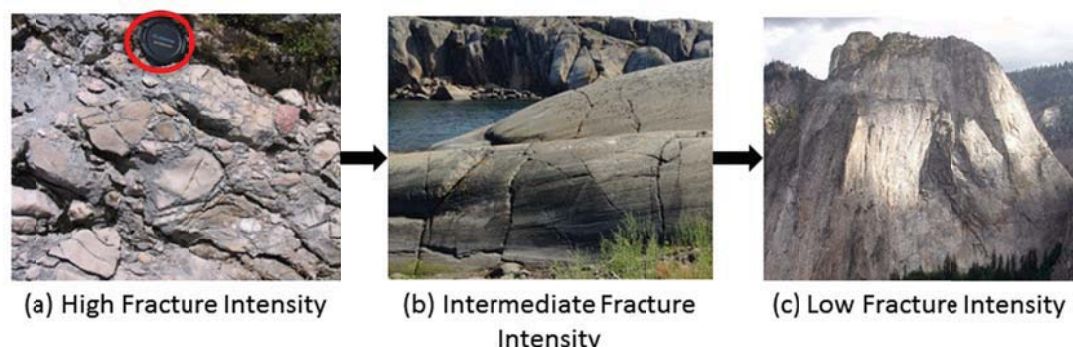 (a) High Fracture Intensity
(b) Intermediate Fracture
Intensity
(c) Low Fracture Intensity